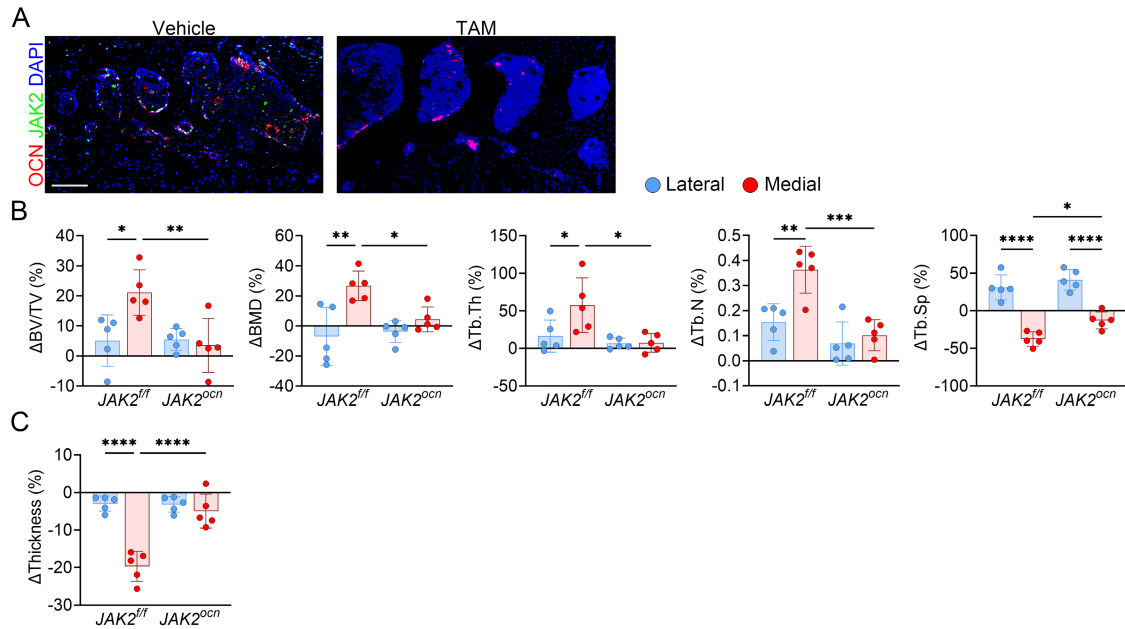 A
Vehicle
TAM
OCN JAK2 DAPI
Lateral
Medial
B
ΔBV/TV (%)
40
30
20
10
0
-10
*
**
JAK2f/f
JAK2ocn
ΔBMD (%)
60
40
20
0
-20
-40
**
*
JAK2f/f
JAK2ocn
ΔTb.Th (%)
150
100
50
0
-50
*
*
JAK2f/f
JAK2ocn
ΔTb.N (%)
0.5
0.4
0.3
0.2
0.1
0.0
-0.1
**
***
JAK2f/f
JAK2ocn
ΔTb.Sp (%)
100
50
0
-50
-100
*
****
****
JAK2f/f
JAK2ocn
C
ΔThickness (%)
10
0
-10
-20
-30
****
****
JAK2f/f
JAK2ocn